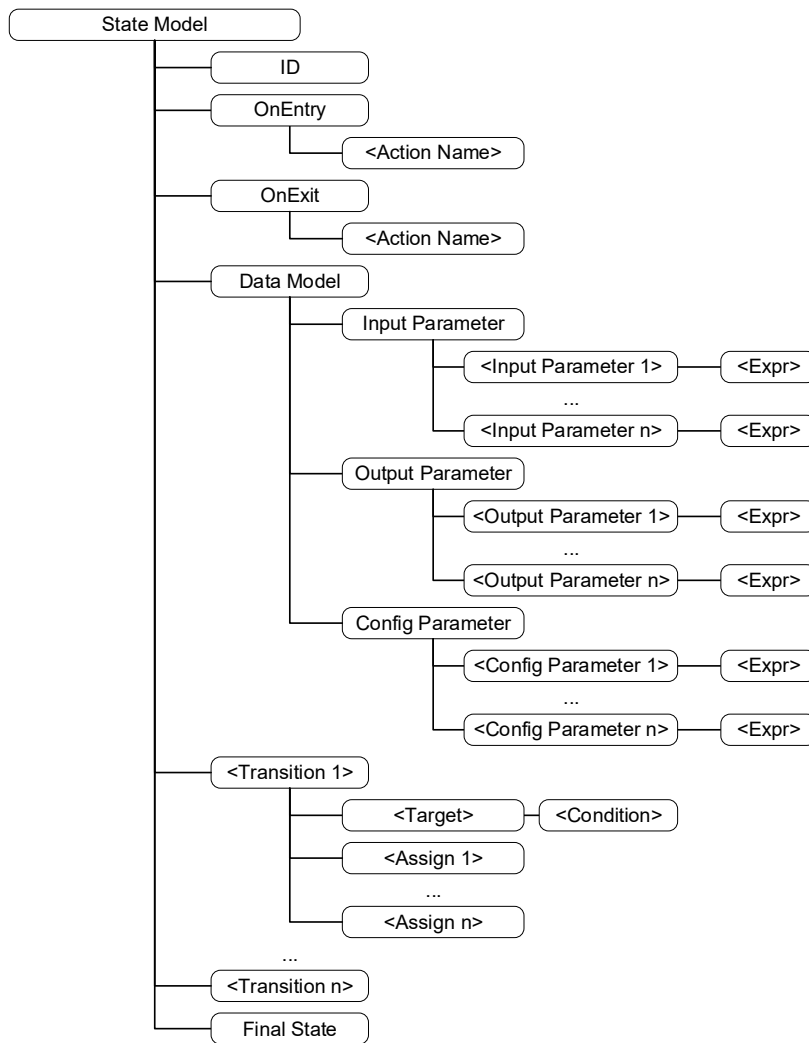 State Model
ID
OnEntry
<Action Name>
OnExit
<Action Name>
Data Model
Input Parameter
<Input Parameter 1> <Expr>
...
<Input Parameter n> <Expr>
Output Parameter
<Output Parameter 1> <Expr>
...
<Output Parameter n> <Expr>
Config Parameter
<Config Parameter 1> <Expr>
...
<Config Parameter n> <Expr>
<Transition 1>
<Target> <Condition>
<Assign 1>
...
<Assign n>
...
<Transition n>
Final State